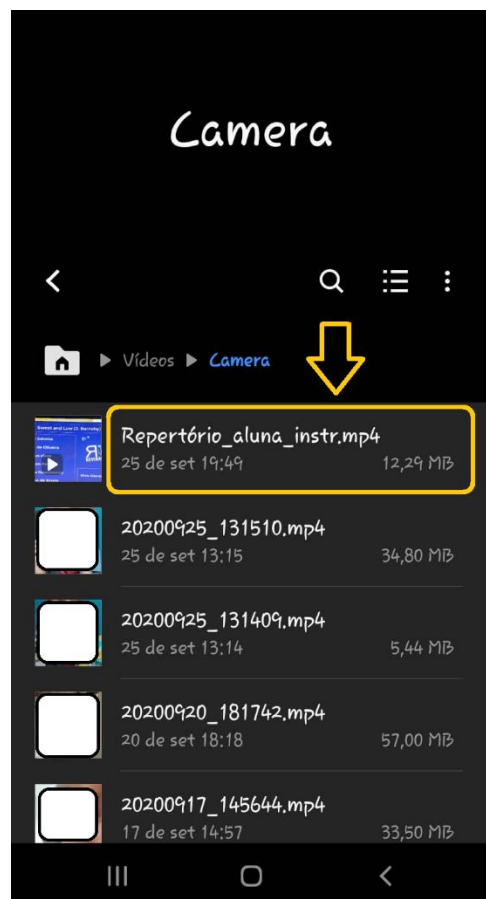 Camera
Vídeos ▶ Camera
Repertório_aluna_instr.mp4
25 de set 19:49 12,29 MB
20200925_131510.mp4
25 de set 13:15 34,80 MB
20200925_131409.mp4
25 de set 13:14 5,44 MB
20200920_181742.mp4
20 de set 18:18 57,00 MB
20200917_145644.mp4
17 de set 14:57 33,50 MB